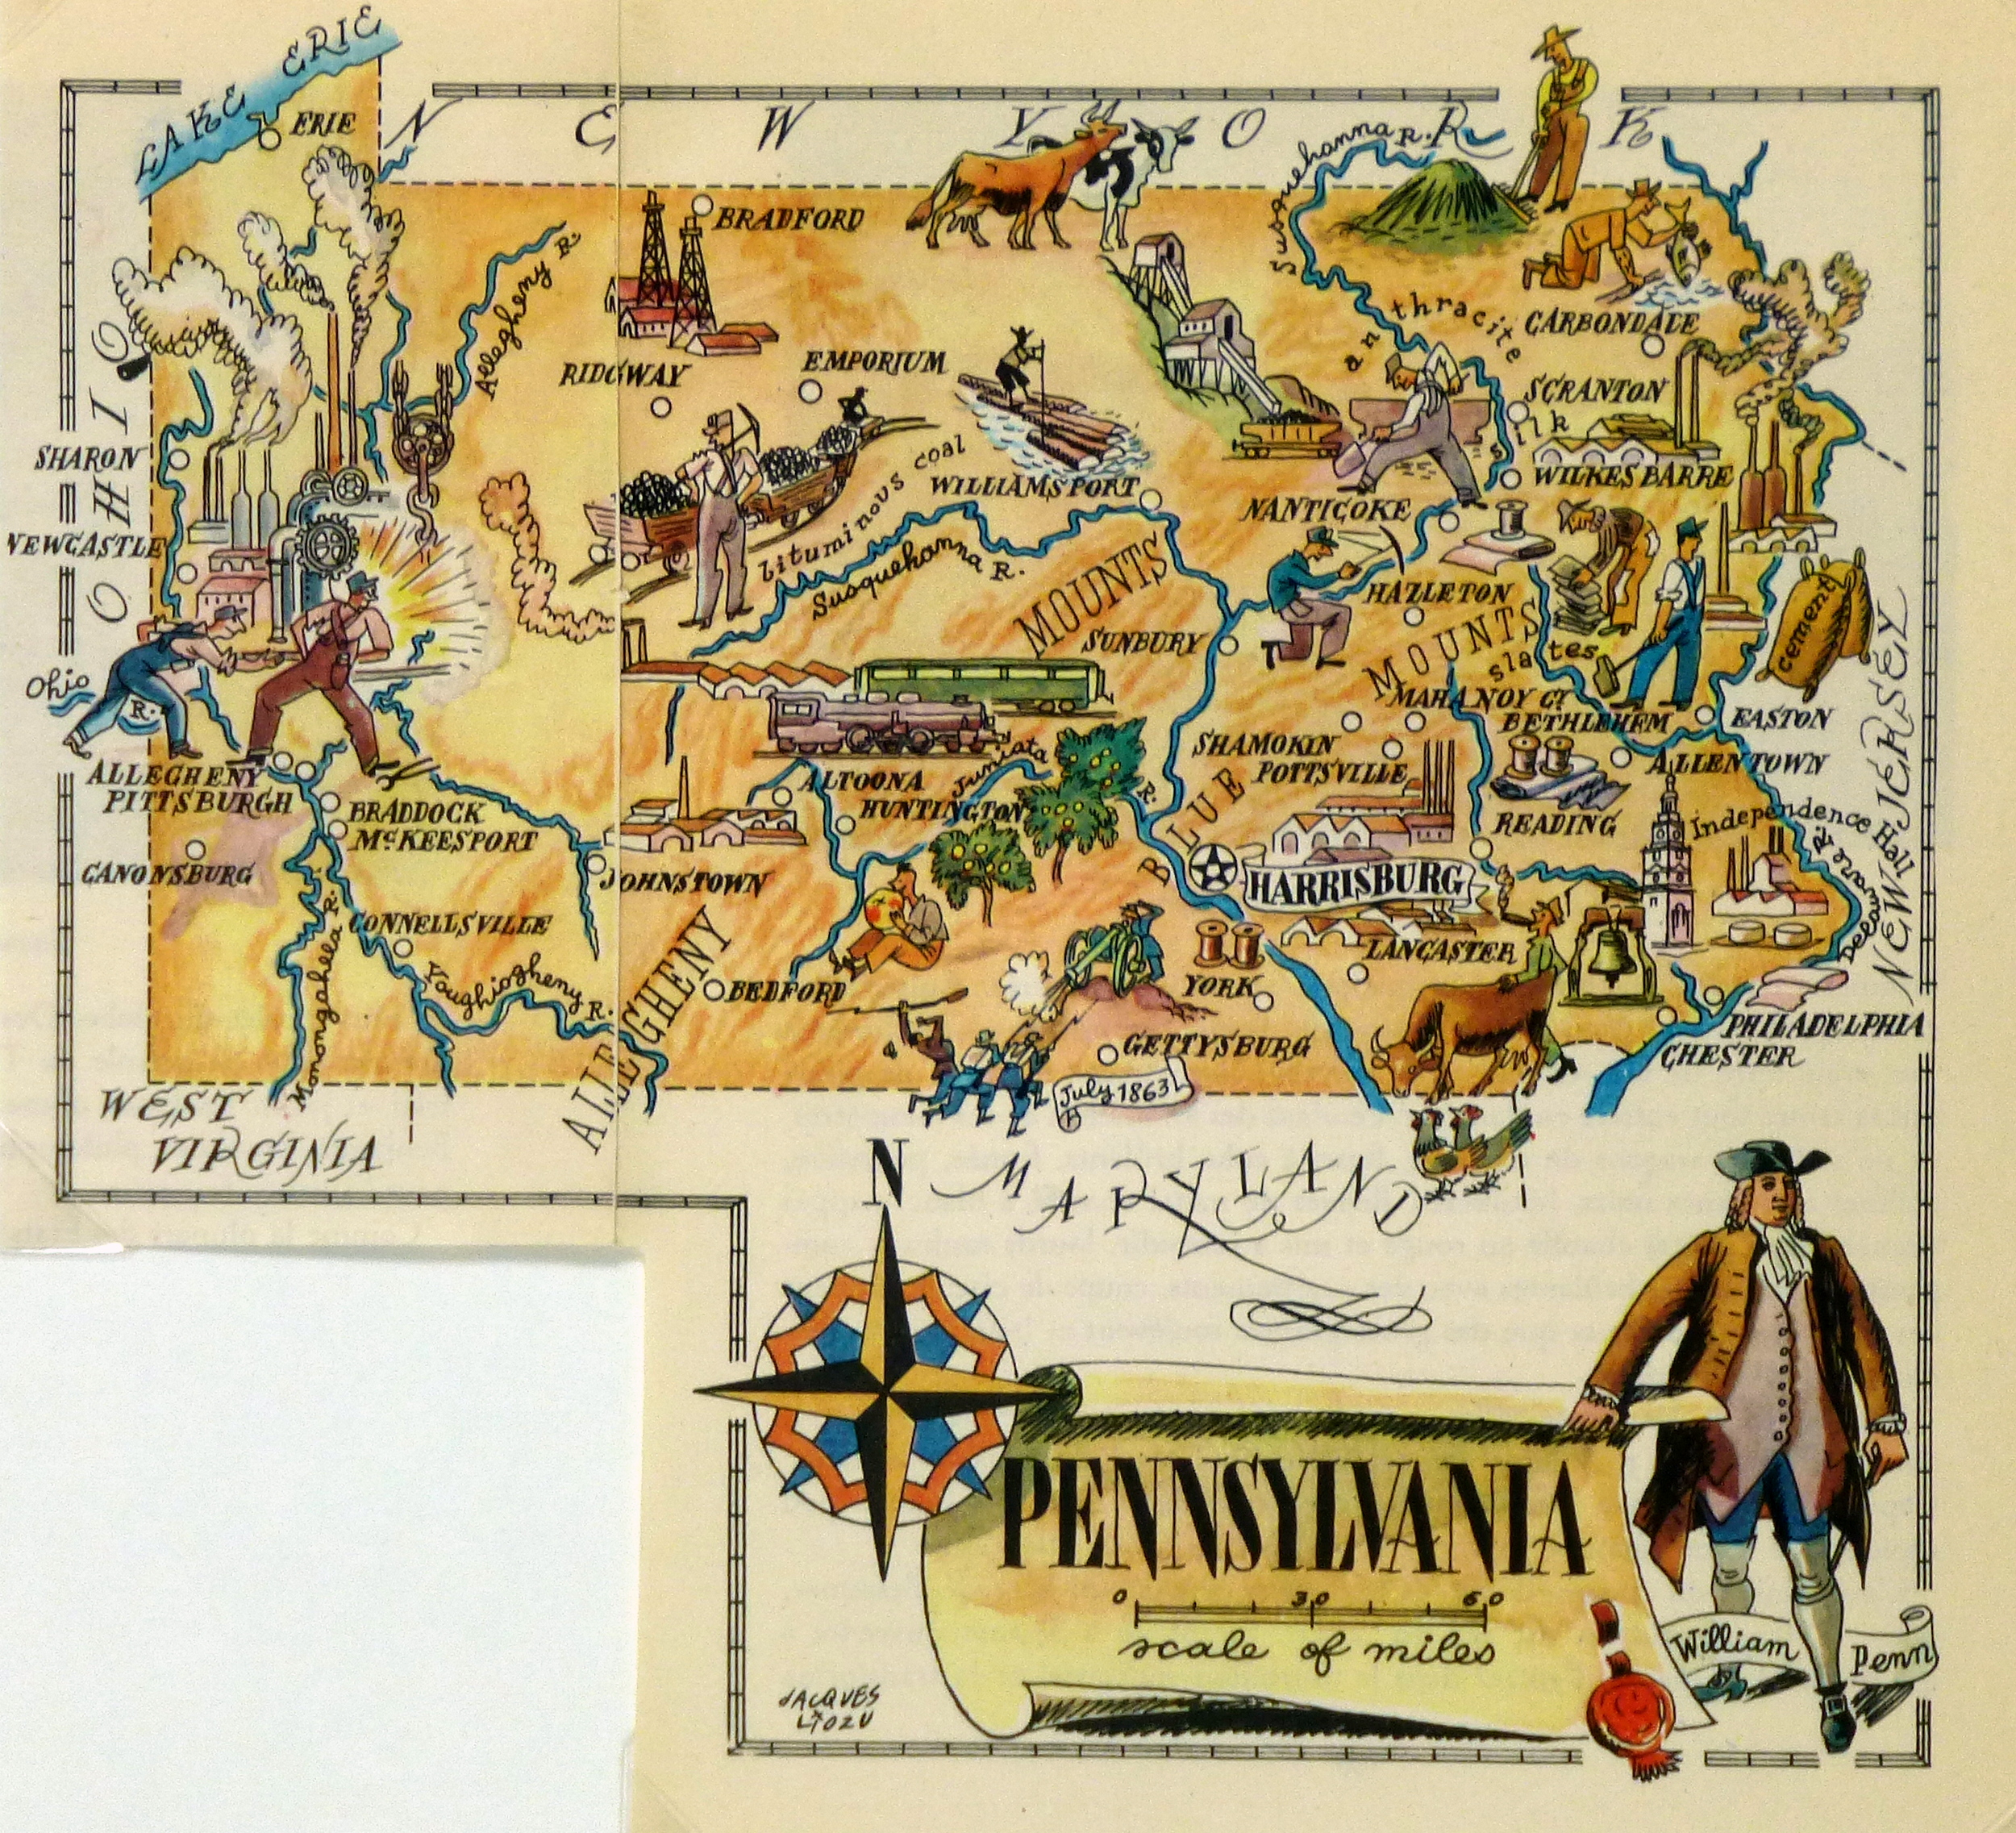 LAKE ERIE
ERIE
NEW YORK
Susquehanna R.
Susquehanna R.
BRADFORD
Allegheny R.
anthracite
CARBONDALE
RIDGWAY
EMPORIUM
SCRANTON
silk
OHIO
SHARON
bituminous coal
WILLIAMSPORT
WILKES BARRE
NANTICOKE
NEWCASTLE
Susquehanna R.
HAZLETON
cement
MOUNTS
MOUNTS
SUNBURY
slates
Ohio
R.
MAHANOY CY
BETHLEHEM
EASTON
NEW JERSEY
SHAMOKIN
POTTSVILLE
ALLENTOWN
ALLEGHENY
PITTSBURGH
ALTOONA
Juniata
R.
BRADDOCK
HUNTINGTON
BLUE
READING
Independence Hall
McKEESPORT
Delaware R.
CANONSBURG
JOHNSTOWN
HARRISBURG
CONNELLSVILLE
LANCASTER
Monongahela R.
Youghiogheny R.
ALLEGHENY
BEDFORD
YORK
PHILADELPHIA
GETTYSBURG
CHESTER
July 1863
WEST
VIRGINIA
N
MARYLAND
PENNSYLVANIA
0 30 60
scale of miles
William Penn
JACQUES
LIOZU